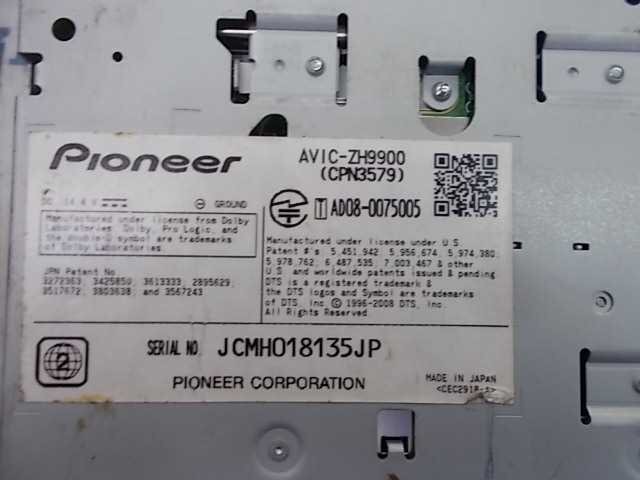 Pioneer
AVIC-ZH9900
(CPN3579)
DC 14.4 V
GROUND
T AD08-0075005
Manufactured under license from Dolby
Laboratories. Dolby, Pro Logic, and
the double-D symbol are trademarks
of Dolby Laboratories.
JPN Patent No.
3272363, 3425850, 3613333, 2895629,
3517672, 3803638, and 3567243
Manufactured under license under U.S.
Patent #'s : 5,451,942; 5,956,674; 5,974,380;
5,978,762; 6,487,535; 7,003,467 & other
U.S. and worldwide patents issued & pending
DTS is a registered trademark &
the DTS logos and Symbol are trademarks
of DTS, Inc. © 1996-2008 DTS, Inc.
All Rights Reserved.
2
SERIAL NO. JCMH018135JP
PIONEER CORPORATION
MADE IN JAPAN